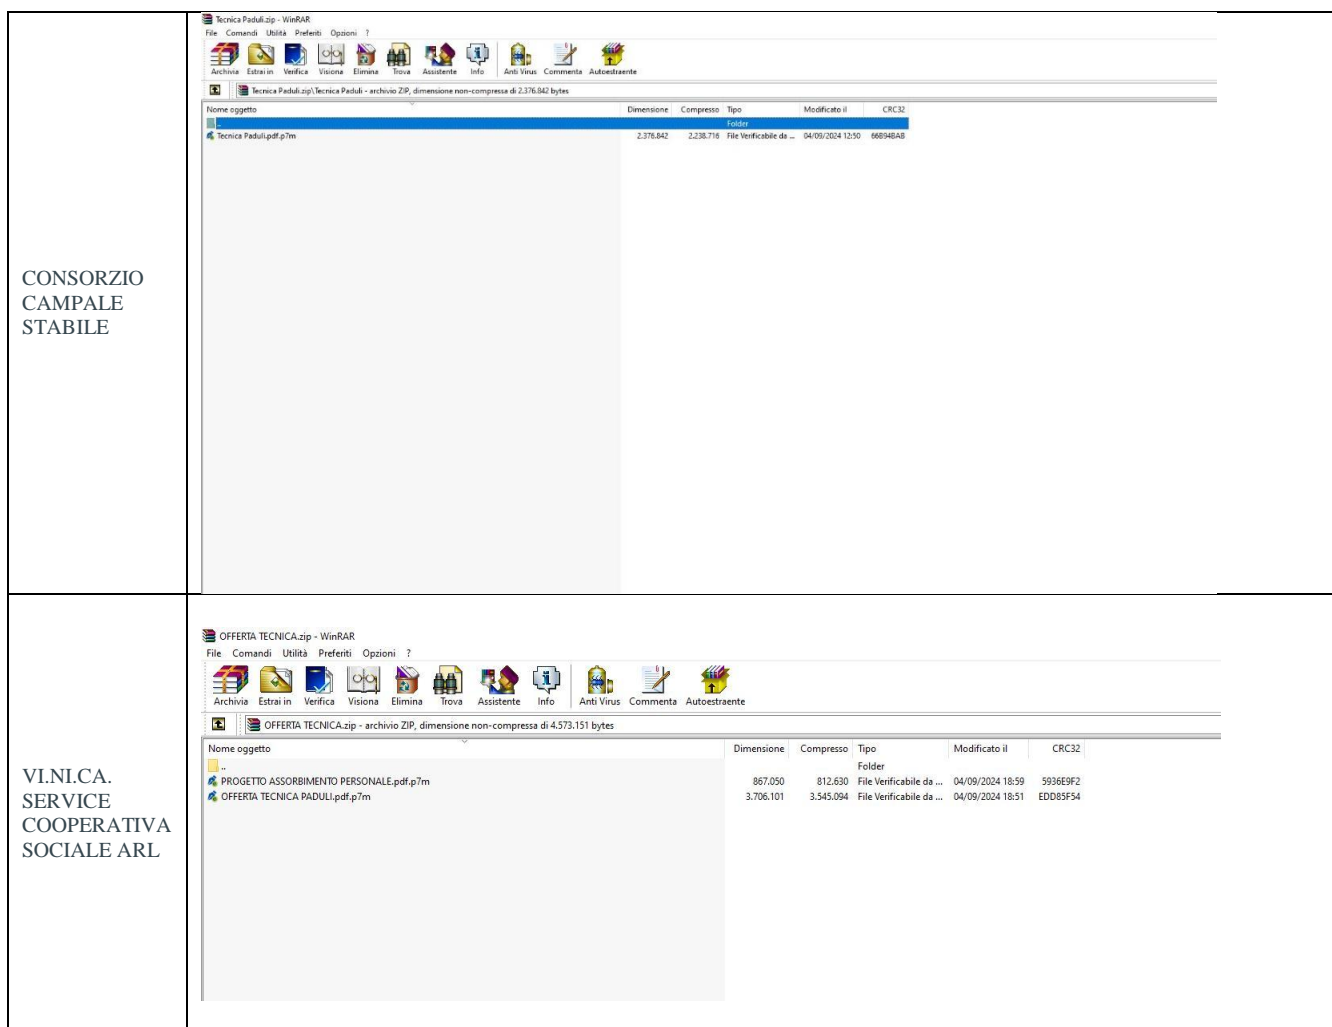 Tecnica Paduli.zip - WinRAR
File Comandi Utilità Preferiti Opzioni ?
Archivia Estrai in Verifica Visiona Elimina Trova Assistente Info Anti Virus Commenta Autoestraente
Tecnica Paduli.zip\Tecnica Paduli - archivio ZIP, dimensione non-compressa di 2.376.842 bytes
Nome oggetto Dimensione Compresso Tipo Modificato il CRC32
.. Folder
Tecnica Paduli.pdf.p7m 2.376.842 2.238.716 File Verificabile da ... 04/09/2024 12:50 66B94BAB
CONSORZIO
CAMPALE
STABILE
OFFERTA TECNICA.zip - WinRAR
File Comandi Utilità Preferiti Opzioni ?
Archivia Estrai in Verifica Visiona Elimina Trova Assistente Info Anti Virus Commenta Autoestraente
OFFERTA TECNICA.zip - archivio ZIP, dimensione non-compressa di 4.573.151 bytes
Nome oggetto Dimensione Compresso Tipo Modificato il CRC32
.. Folder
PROGETTO ASSORBIMENTO PERSONALE.pdf.p7m 867.050 812.630 File Verificabile da ... 04/09/2024 18:59 5936E9F2
OFFERTA TECNICA PADULI.pdf.p7m 3.706.101 3.545.094 File Verificabile da ... 04/09/2024 18:51 EDD85F54
VI.NI.CA.
SERVICE
COOPERATIVA
SOCIALE ARL